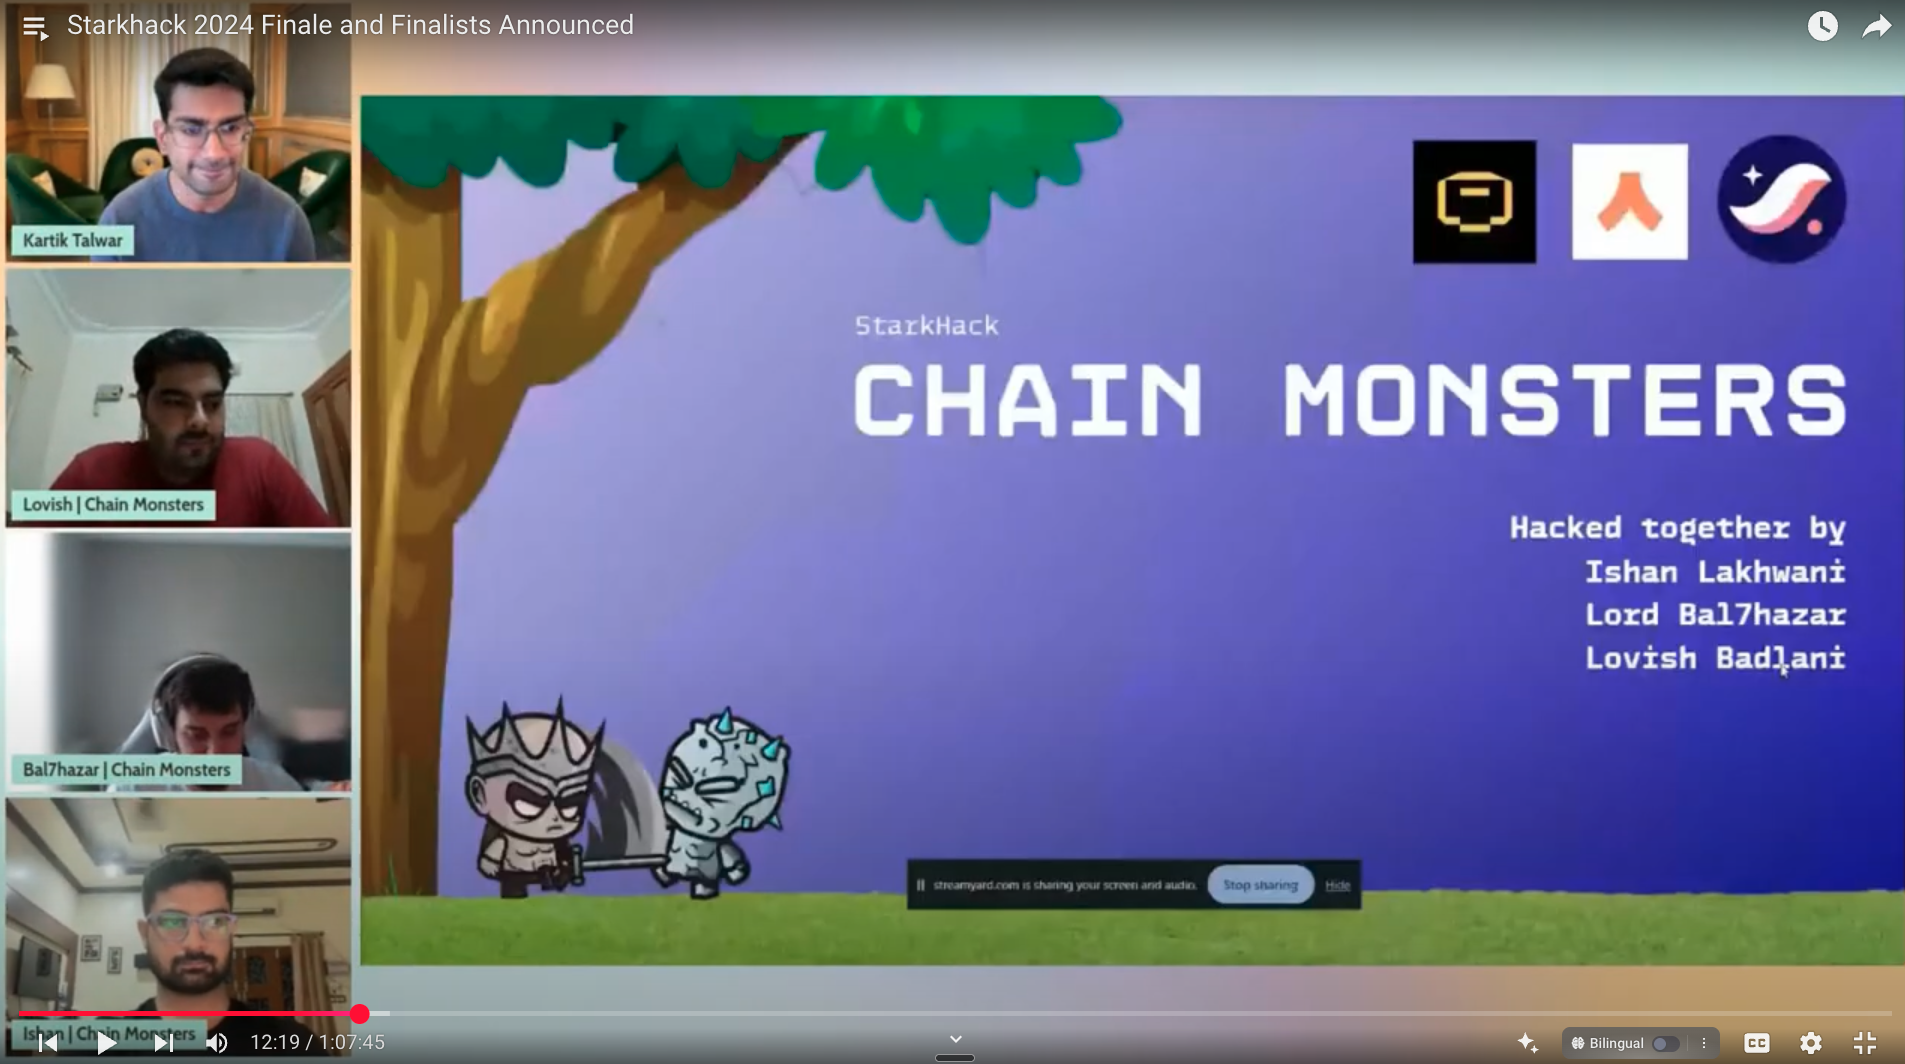 Starkhack 2024 Finale and Finalists Announced
Kartik Talwar
Lovish | Chain Monsters
Bal7hazar | Chain Monsters
Ishan | Chain Monsters
StarkHack
CHAIN MONSTERS
Hacked together by
Ishan Lakhwani
Lord Bal7hazar
Lovish Badlani
streamyard.com is sharing your screen and audio.
Stop sharing
Hide
12:19 / 1:07:45
Bilingual
CC